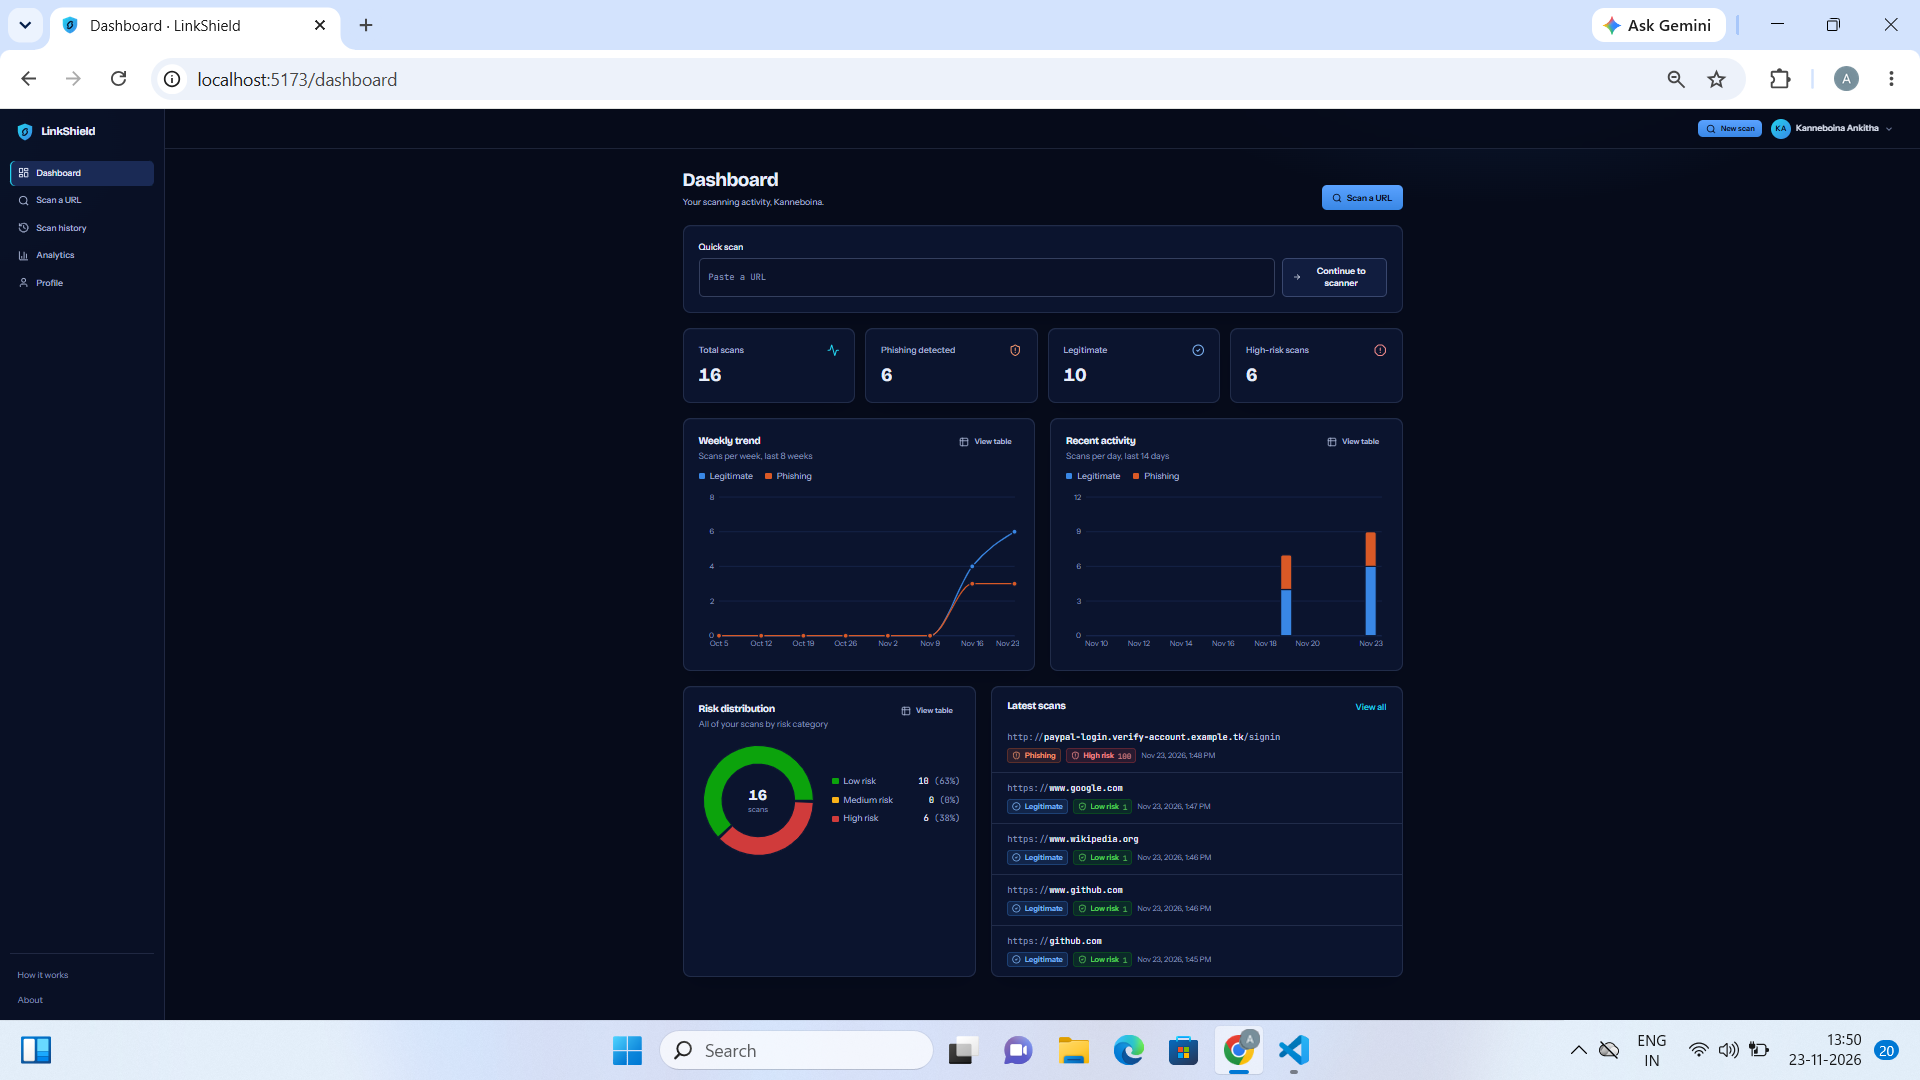 Dashboard · LinkShield
Ask Gemini
localhost:5173/dashboard
A
LinkShield
New scan
KA
Kanneboina Ankitha
Dashboard
Scan a URL
Scan history
Analytics
Profile
Dashboard
Your scanning activity, Kanneboina.
Scan a URL
Quick scan
Paste a URL
Continue to
scanner
Total scans
16
Phishing detected
6
Legitimate
10
High-risk scans
6
Weekly trend
View table
Scans per week, last 8 weeks
Legitimate Phishing
8
6
4
2
0
Oct 5 Oct 12 Oct 19 Oct 26 Nov 2 Nov 9 Nov 16 Nov 23
Recent activity
View table
Scans per day, last 14 days
Legitimate Phishing
12
9
6
3
0
Nov 10 Nov 12 Nov 14 Nov 16 Nov 18 Nov 20 Nov 23
Risk distribution
View table
All of your scans by risk category
16
scans
Low risk 10 (63%)
Medium risk 0 (0%)
High risk 6 (38%)
Latest scans
View all
http://paypal-login.verify-account.example.tk/signin
Phishing High risk 100 Nov 23, 2026, 1:48 PM
https://www.google.com
Legitimate Low risk 1 Nov 23, 2026, 1:47 PM
https://www.wikipedia.org
Legitimate Low risk 1 Nov 23, 2026, 1:46 PM
https://www.github.com
Legitimate Low risk 1 Nov 23, 2026, 1:46 PM
https://github.com
Legitimate Low risk 1 Nov 23, 2026, 1:45 PM
How it works
About
Search
A
ENG
IN
13:50
23-11-2026
20